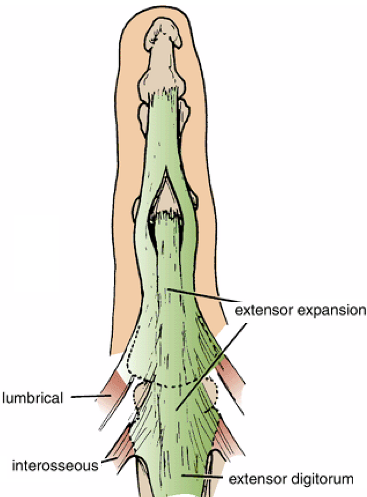 extensor expansion
lumbrical
interosseous
extensor digitorum